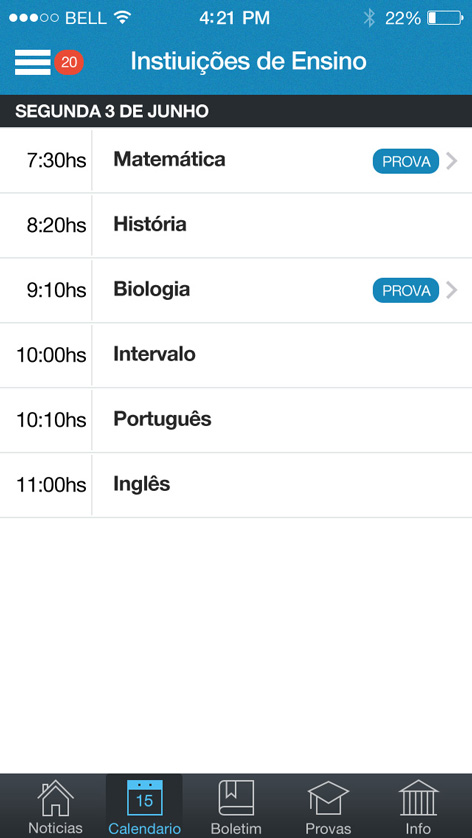 BELL 4:21 PM 22%
20 Instiuições de Ensino
SEGUNDA 3 DE JUNHO
7:30hs Matemática PROVA
8:20hs História
9:10hs Biologia PROVA
10:00hs Intervalo
10:10hs Português
11:00hs Inglês
15
Noticias Calendario Boletim Provas Info